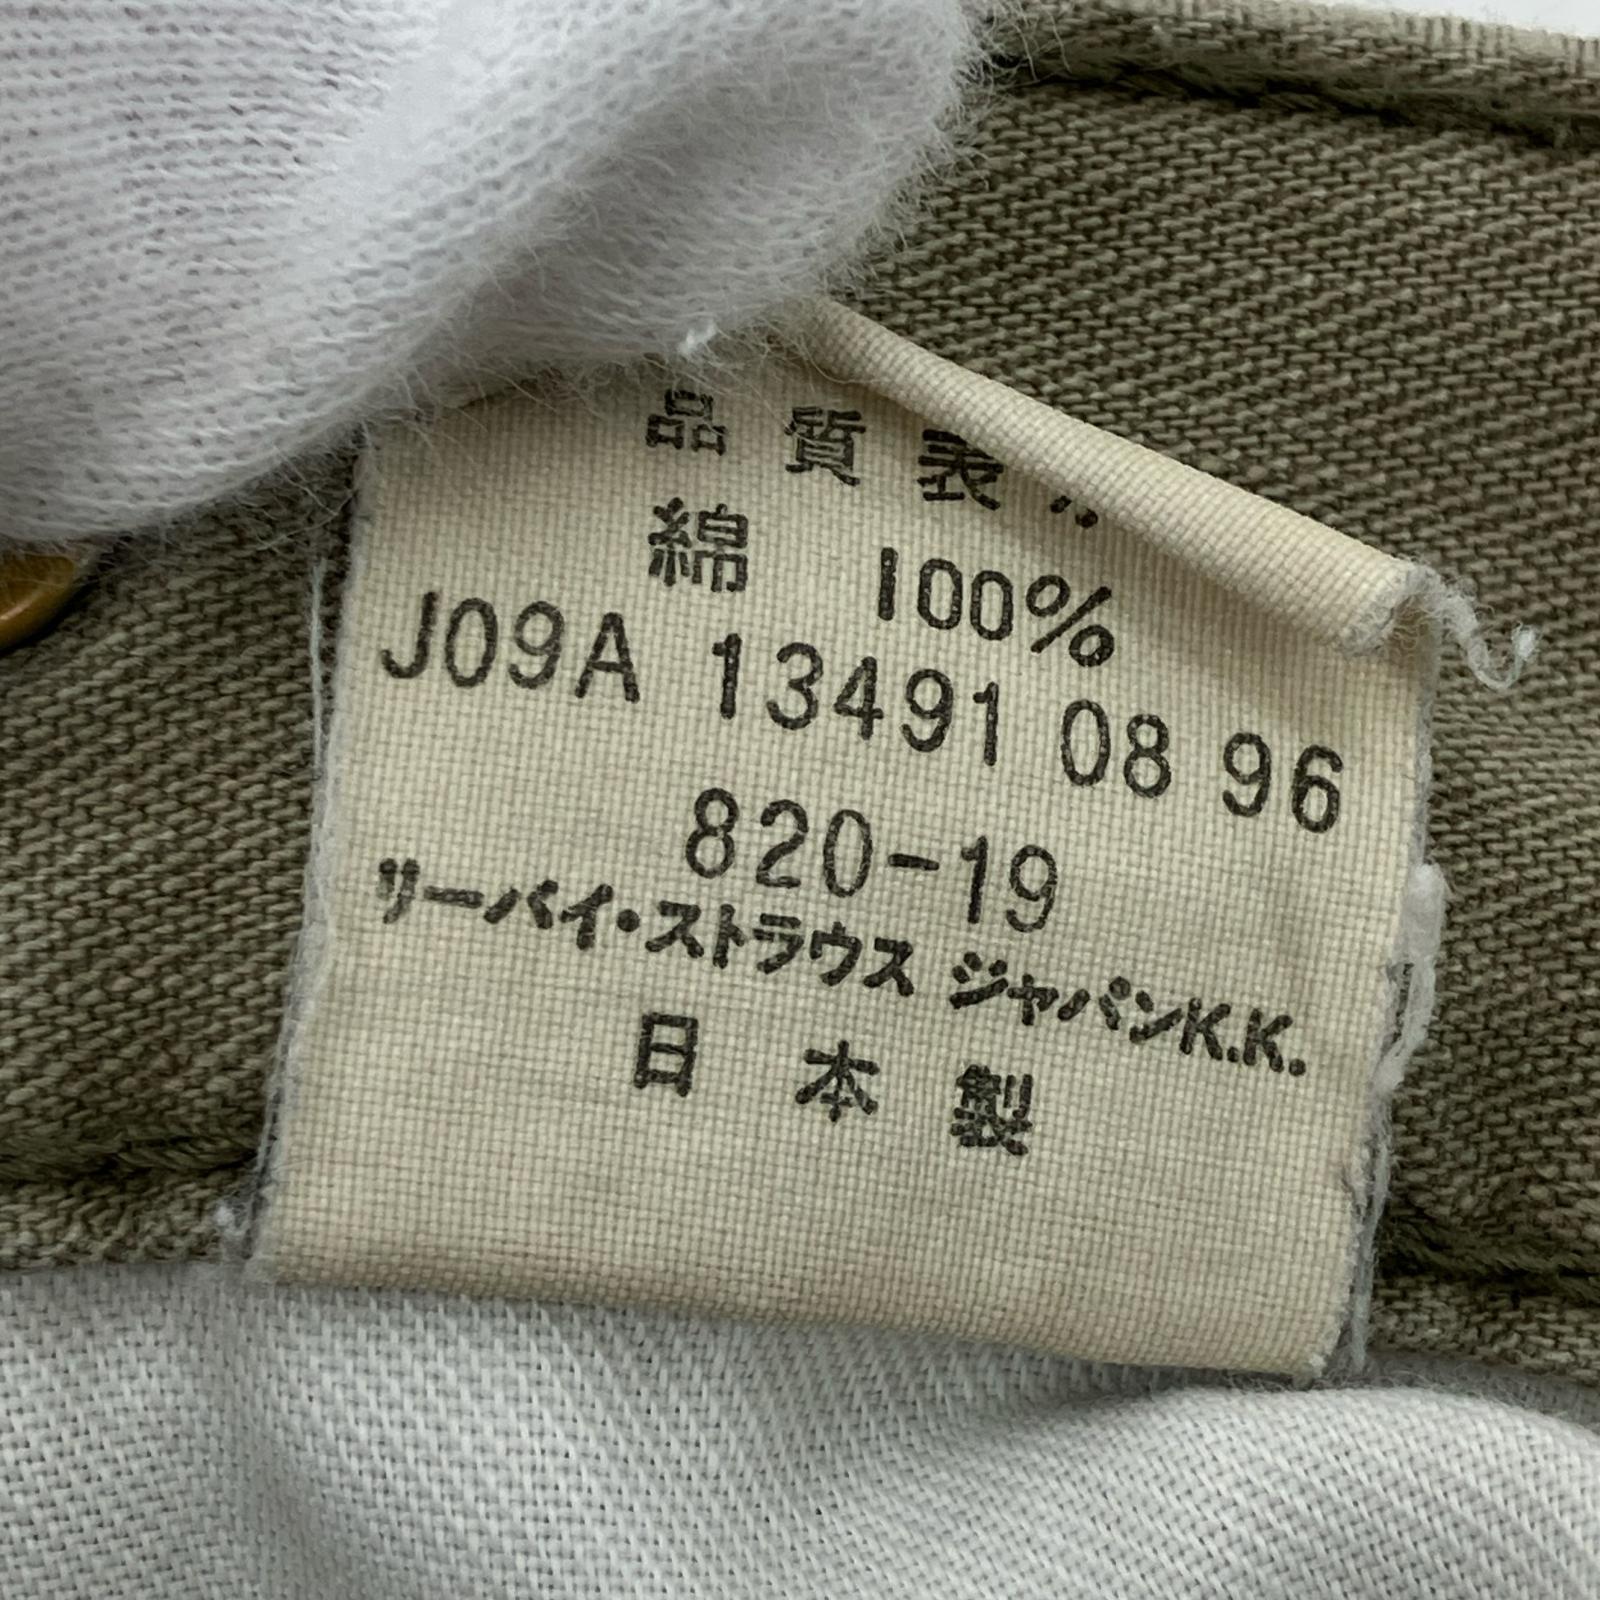 品質表
綿 100%
J09A 13491 08 96
820-19
リーバイ・ストラウス ジャパンK.K.
日本製